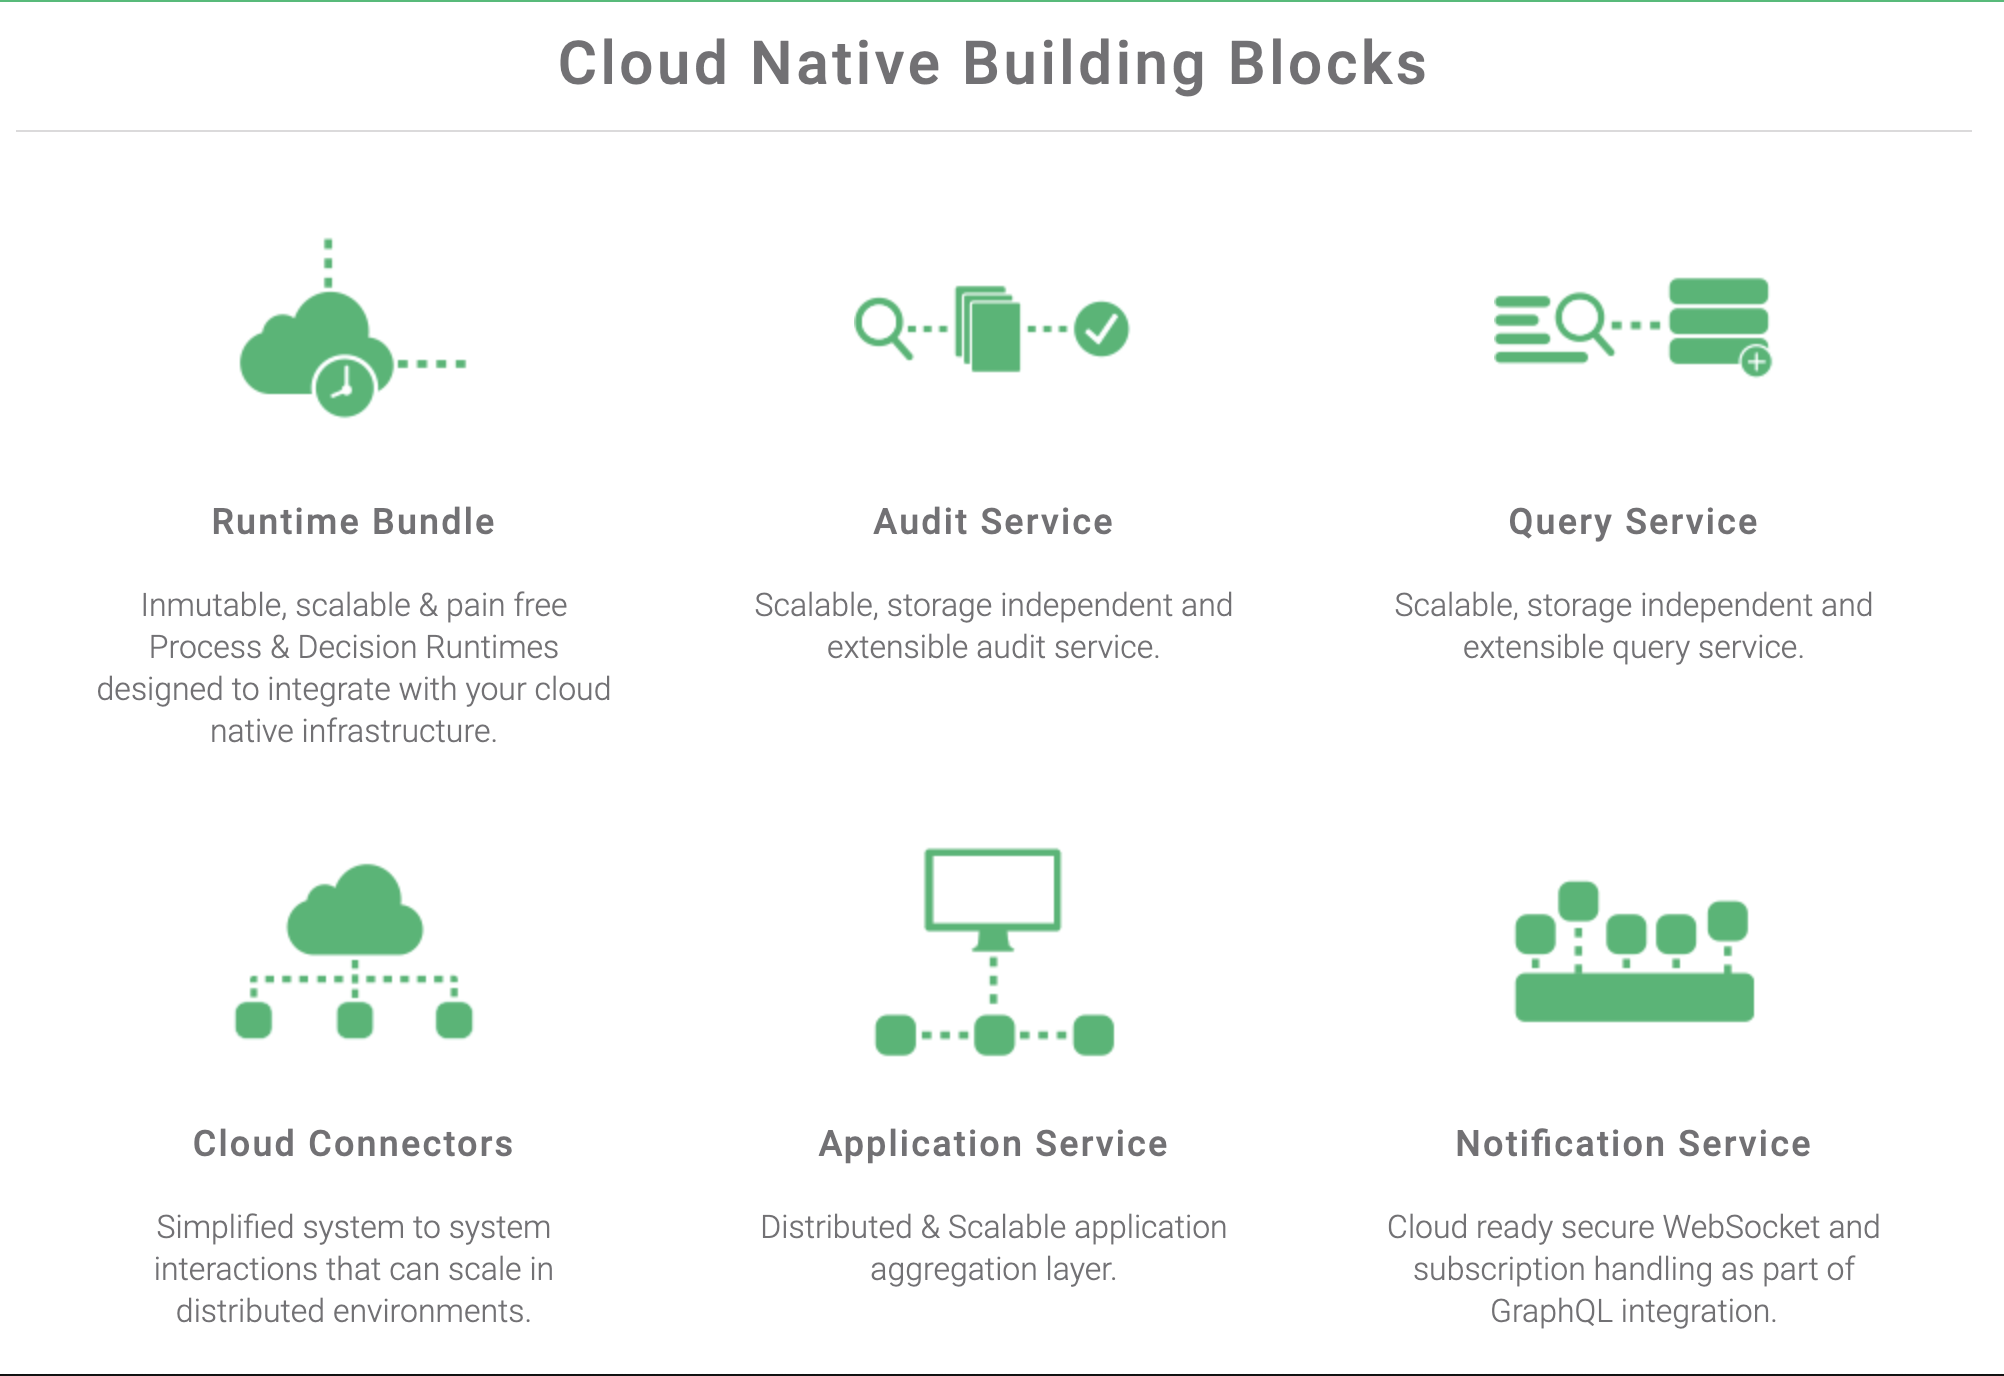 Cloud Native Building Blocks
Runtime Bundle
Inmutable, scalable & pain free
Process & Decision Runtimes
designed to integrate with your cloud
native infrastructure.
Audit Service
Scalable, storage independent and
extensible audit service.
Query Service
Scalable, storage independent and
extensible query service.
Cloud Connectors
Simplified system to system
interactions that can scale in
distributed environments.
Application Service
Distributed & Scalable application
aggregation layer.
Notification Service
Cloud ready secure WebSocket and
subscription handling as part of
GraphQL integration.